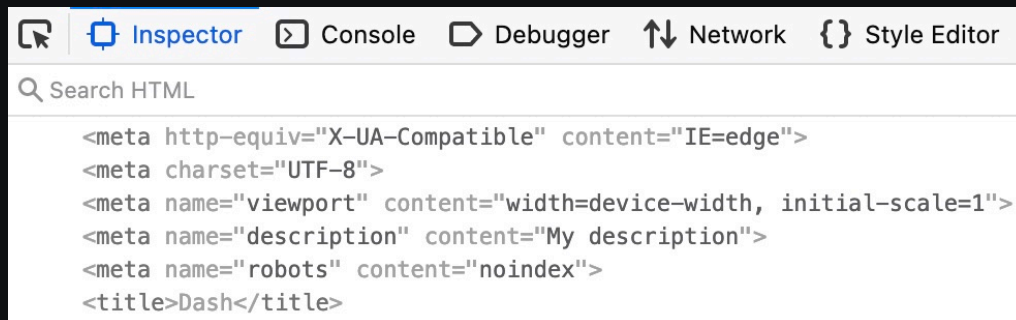 Inspector Console Debugger Network {} Style Editor
Search HTML
<meta http-equiv="X-UA-Compatible" content="IE=edge">
<meta charset="UTF-8">
<meta name="viewport" content="width=device-width, initial-scale=1">
<meta name="description" content="My description">
<meta name="robots" content="noindex">
<title>Dash</title>